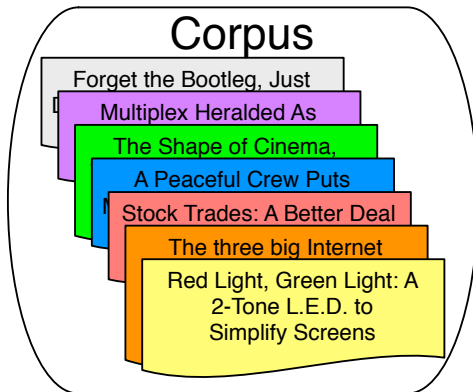 Corpus
Forget the Bootleg, Just
Multiplex Heralded As
The Shape of Cinema,
A Peaceful Crew Puts
Stock Trades: A Better Deal
The three big Internet
Red Light, Green Light: A
2-Tone L.E.D. to
Simplify Screens